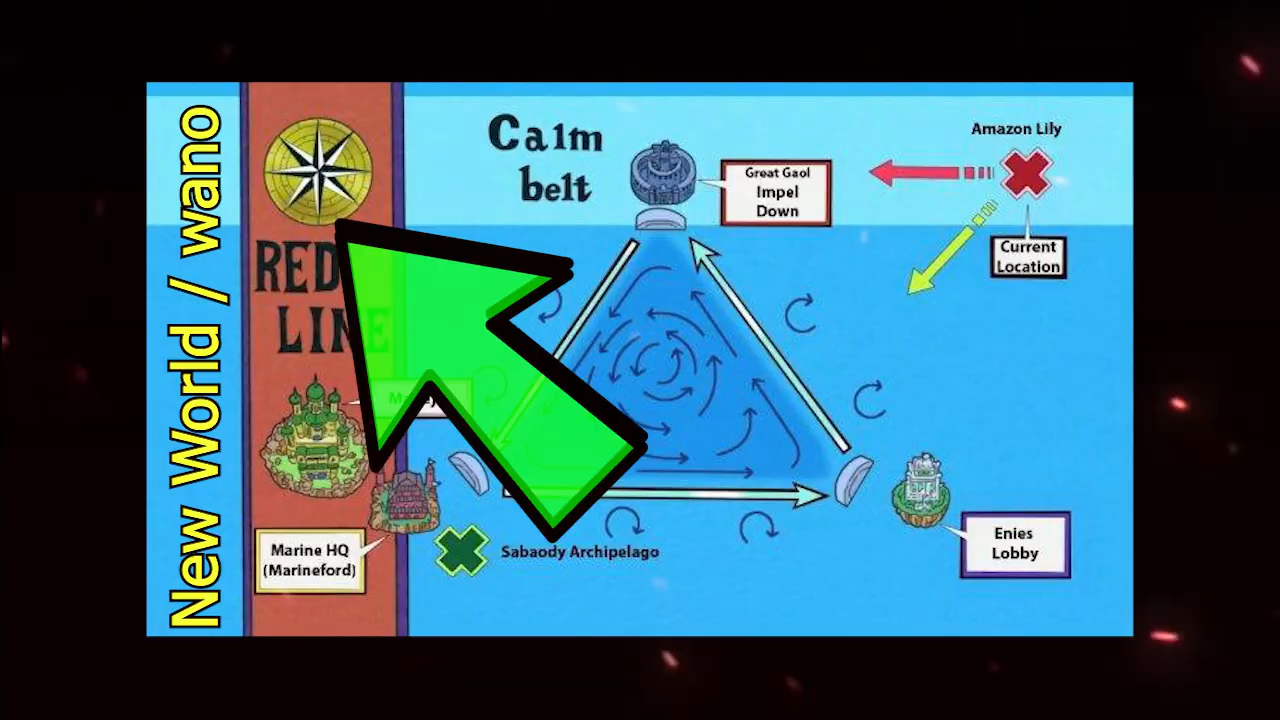 New World / wano
Calm
belt
RED
LINE
Great Gaol
Impel
Down
Amazon Lily
Current
Location
Marine HQ
(Marineford)
Sabaody Archipelago
Enies
Lobby